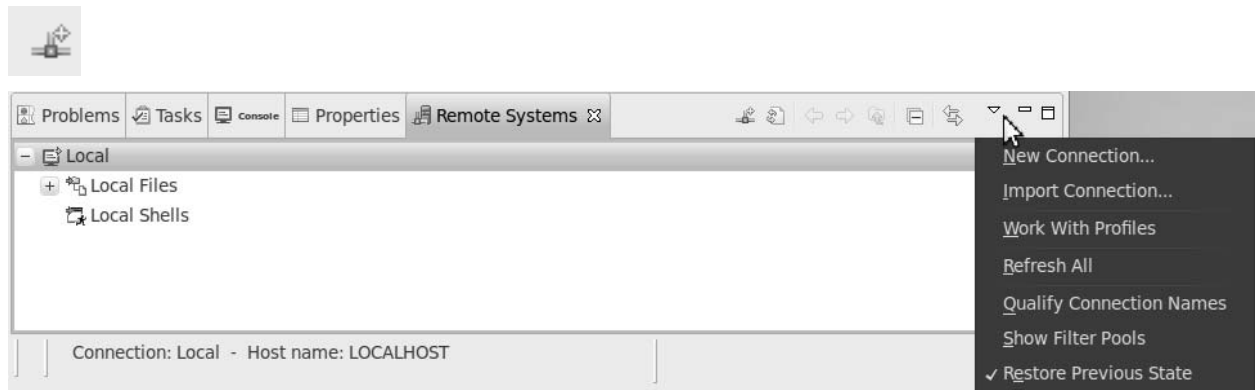 Problems Tasks Console Properties Remote Systems
Local
Local Files
Local Shells
Connection: Local - Host name: LOCALHOST
New Connection...
Import Connection...
Work With Profiles
Refresh All
Qualify Connection Names
Show Filter Pools
✓ Restore Previous State